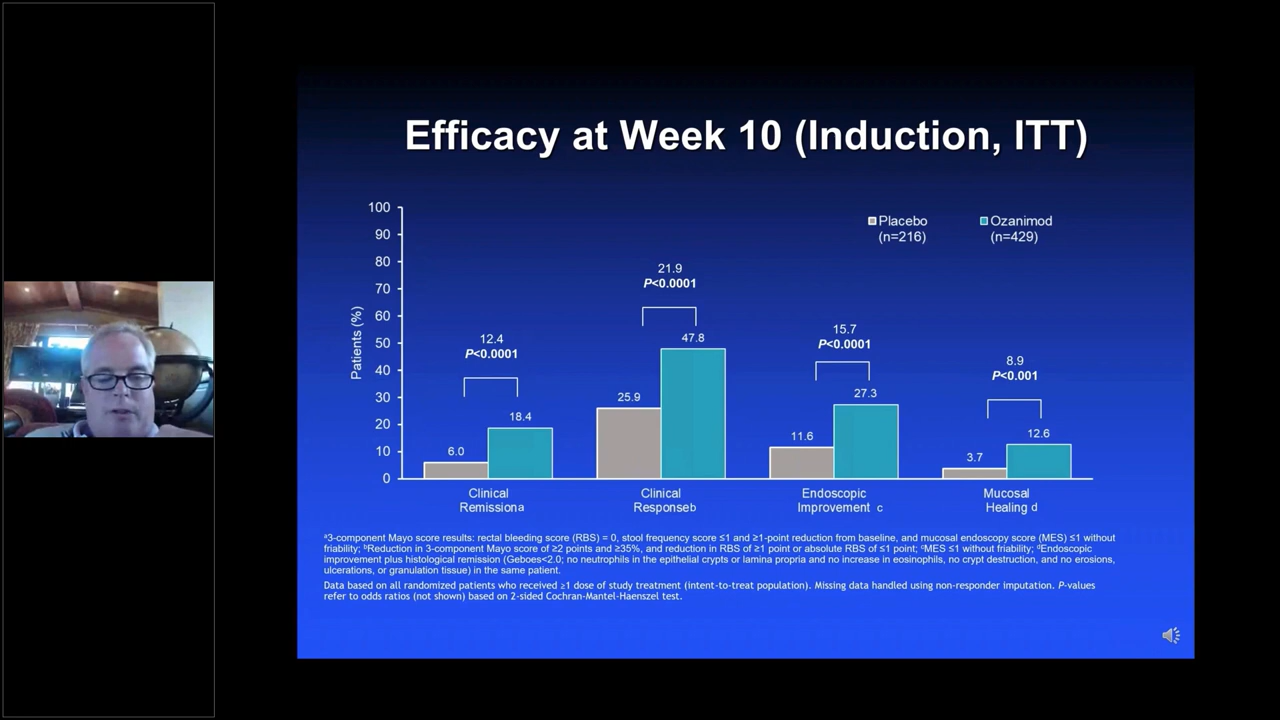 Efficacy at Week 10 (Induction, ITT)
100
90
80
70
60
50
40
30
20
10
0
Patients (%)
Placebo
(n=216)
Ozanimod
(n=429)
12.4
P<0.0001
6.0
18.4
Clinical
Remissiona
21.9
P<0.0001
25.9
47.8
Clinical
Responseb
15.7
P<0.0001
11.6
27.3
Endoscopic
Improvement c
8.9
P<0.001
3.7
12.6
Mucosal
Healing d
ᵃ3-component Mayo score results: rectal bleeding score (RBS) = 0, stool frequency score ≤1 and ≥1-point reduction from baseline, and mucosal endoscopy score (MES) ≤1 without
friability; ᵇReduction in 3-component Mayo score of ≥2 points and ≥35%, and reduction in RBS of ≥1 point or absolute RBS of ≤1 point; ᶜMES ≤1 without friability; ᵈEndoscopic
improvement plus histological remission (Geboes<2.0; no neutrophils in the epithelial crypts or lamina propria and no increase in eosinophils, no crypt destruction, and no erosions,
ulcerations, or granulation tissue) in the same patient.
Data based on all randomized patients who received ≥1 dose of study treatment (intent-to-treat population). Missing data handled using non-responder imputation. P-values
refer to odds ratios (not shown) based on 2-sided Cochran-Mantel-Haenszel test.